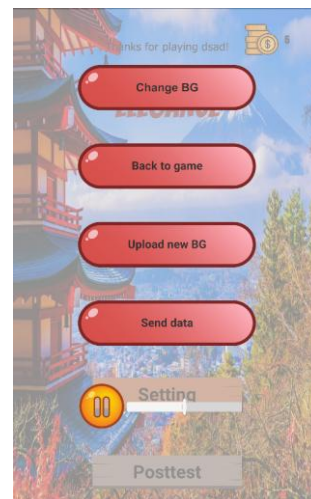 thanks for playing dsad!
6
Change BG
Back to game
Upload new BG
Send data
Setting
Posttest